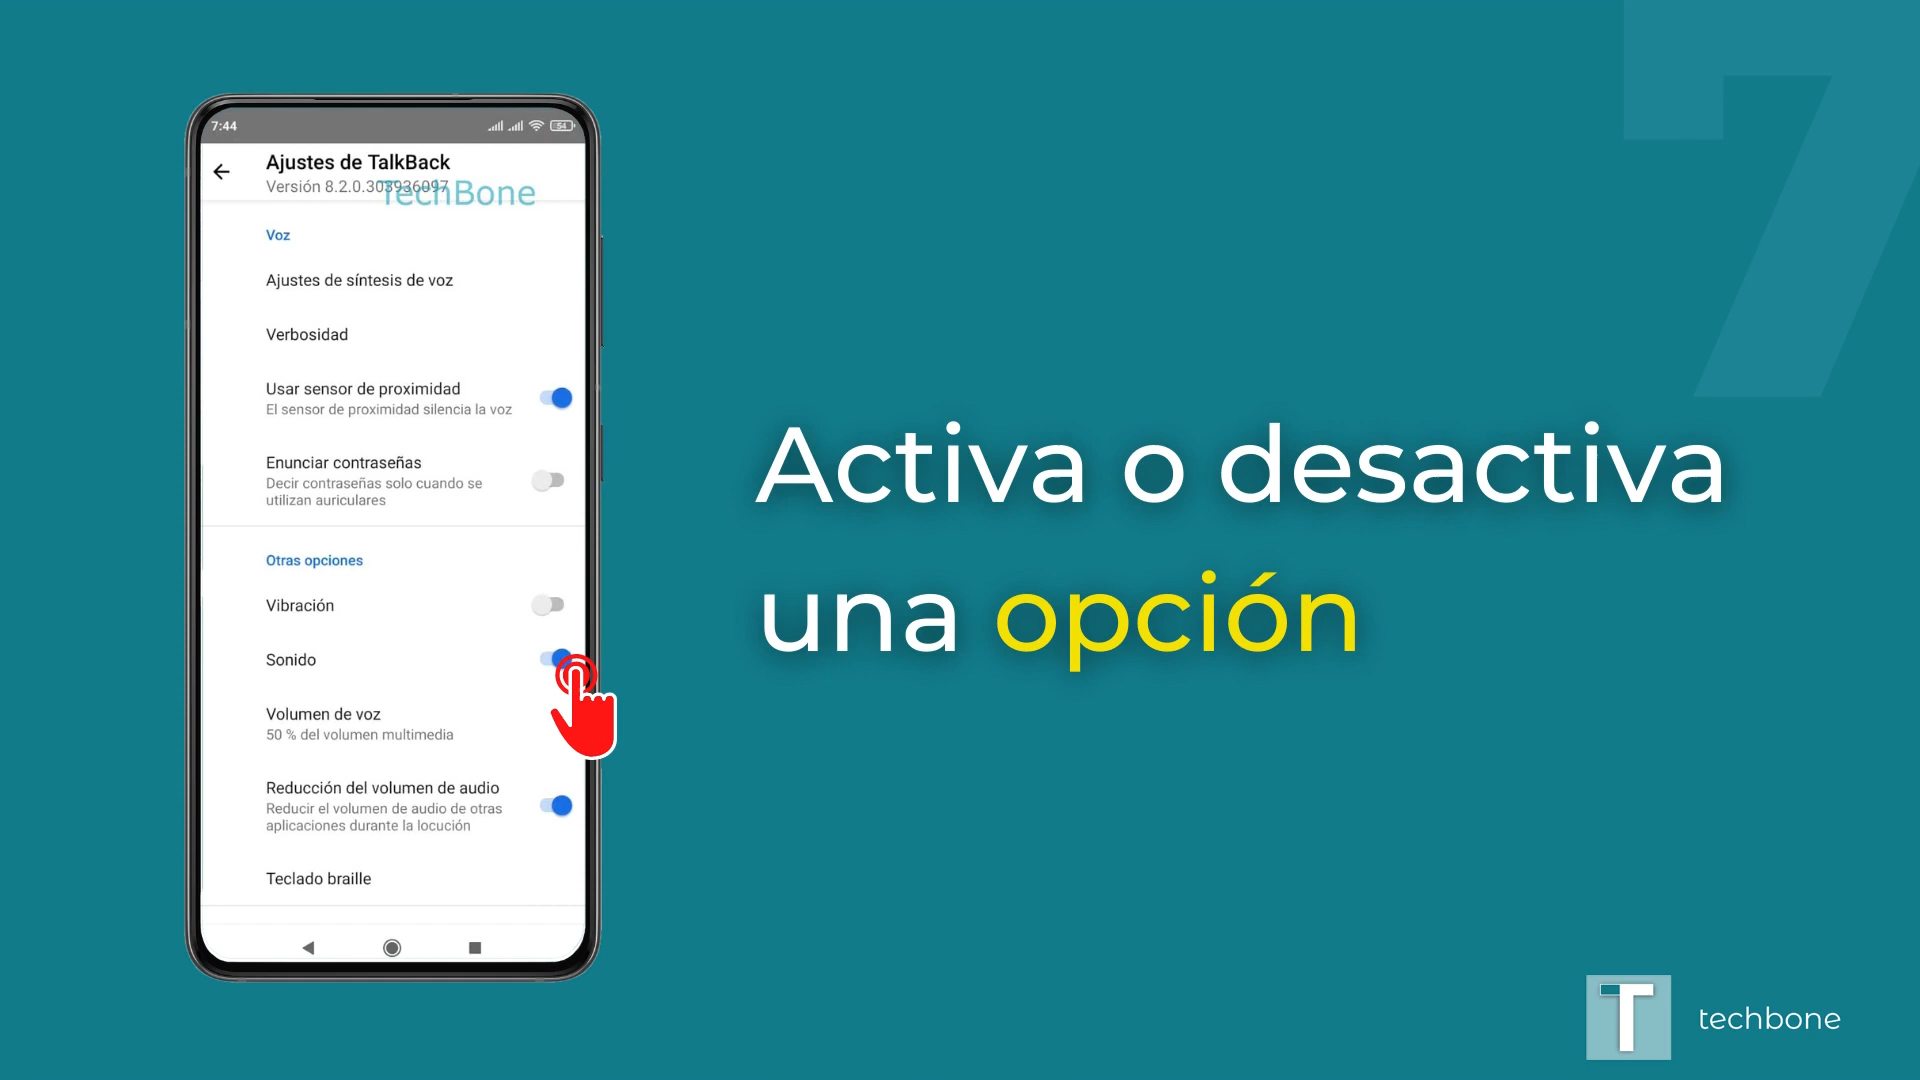 7
7:44
54
Ajustes de TalkBack
Versión 8.2.0.303936097
TechBone
Voz
Ajustes de síntesis de voz
Verbosidad
Usar sensor de proximidad
El sensor de proximidad silencia la voz
Enunciar contraseñas
Decir contraseñas solo cuando se
utilizan auriculares
Otras opciones
Vibración
Sonido
Volumen de voz
50 % del volumen multimedia
Reducción del volumen de audio
Reducir el volumen de audio de otras
aplicaciones durante la locución
Teclado braille
Activa o desactiva
una opción
T techbone